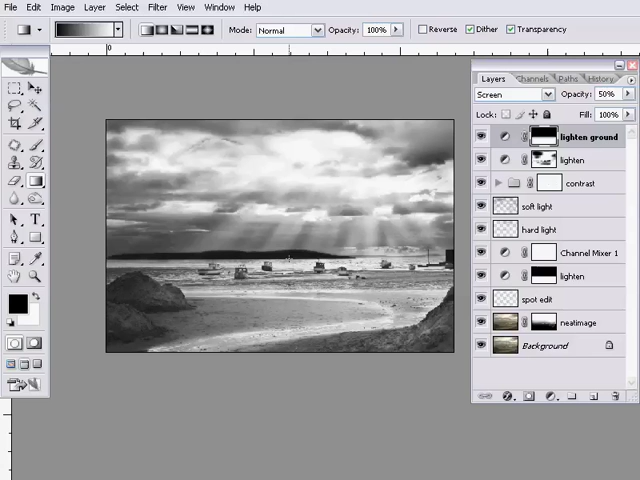 File Edit Image Layer Select Filter View Window Help
Mode: Normal Opacity: 100% Reverse Dither Transparency
0
Layers Channels Paths History
Screen Opacity: 50%
Lock: Fill: 100%
lighten ground
lighten
contrast
soft light
hard light
Channel Mixer 1
lighten
spot edit
neatimage
Background